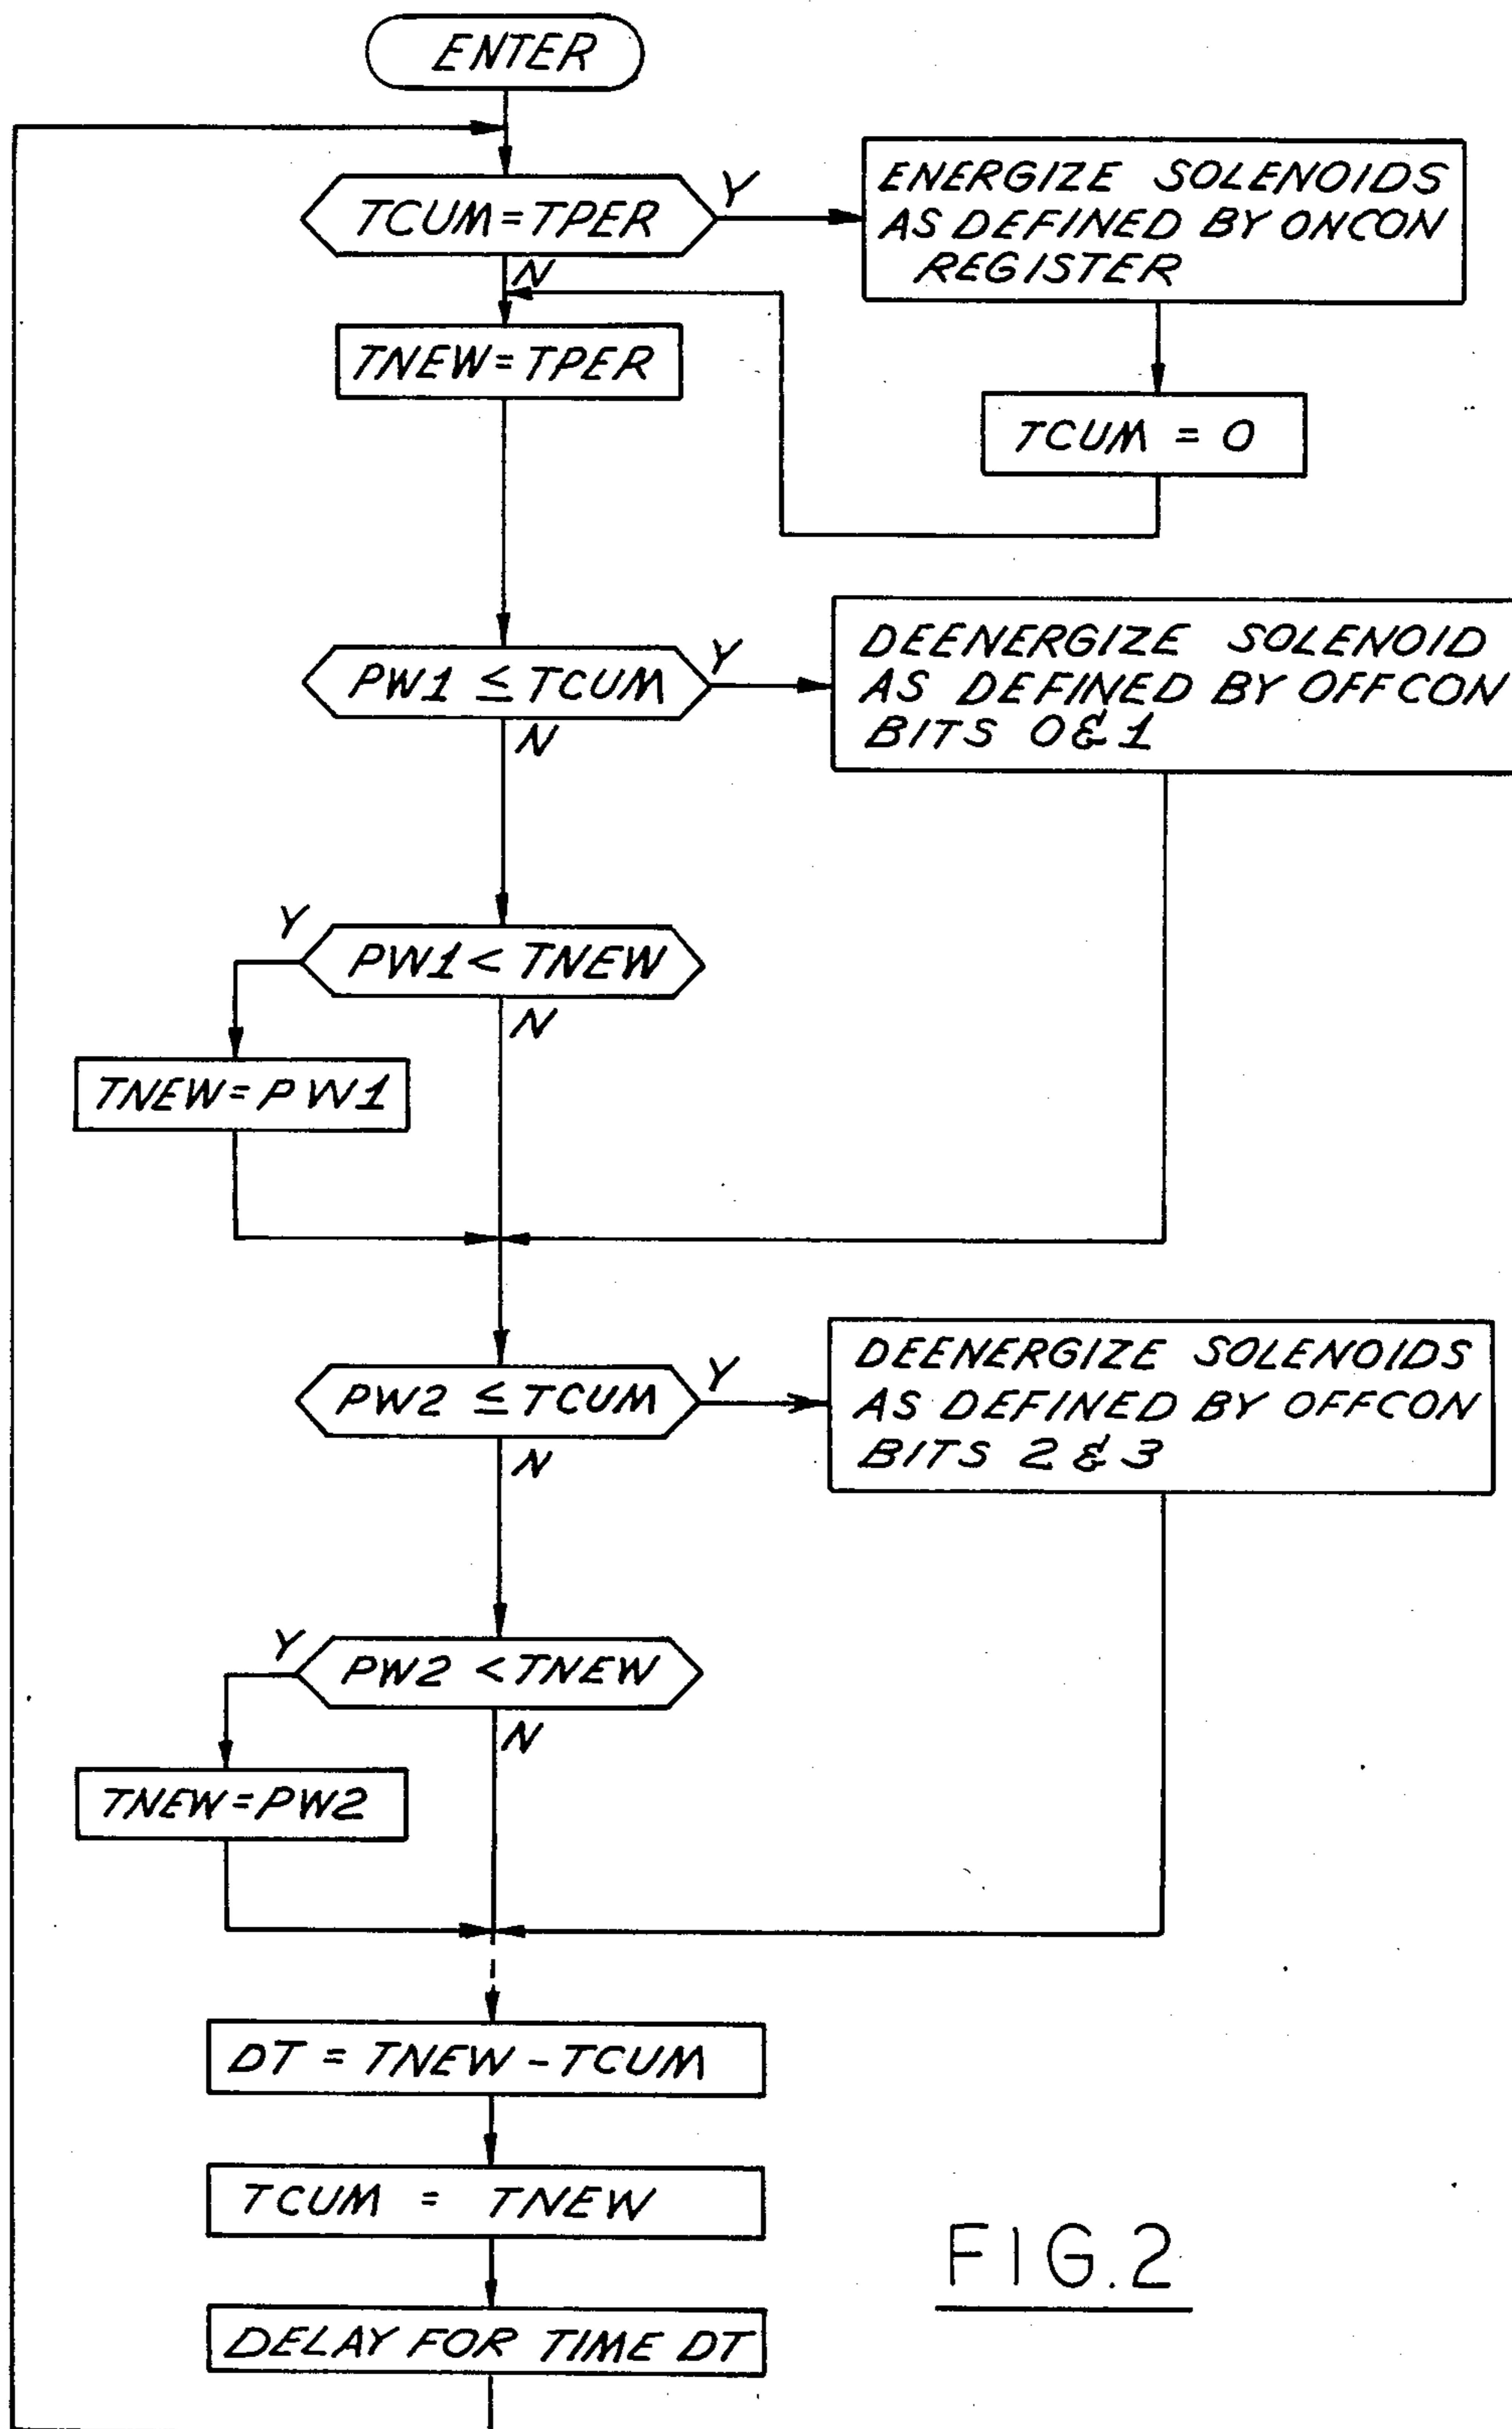 ENTER
TCUM=TPER
Y
N
ENERGIZE SOLENOIDS
AS DEFINED BY ONCON
REGISTER
TNEW=TPER
TCUM = 0
PW1 ≤ TCUM
Y
N
DEENERGIZE SOLENOID
AS DEFINED BY OFFCON
BITS 0&1
Y
PW1 < TNEW
N
TNEW=PW1
PW2 ≤ TCUM
Y
N
DEENERGIZE SOLENOIDS
AS DEFINED BY OFFCON
BITS 2&3
Y
PW2 < TNEW
N
TNEW=PW2
DT = TNEW-TCUM
TCUM = TNEW
DELAY FOR TIME DT
FIG.2